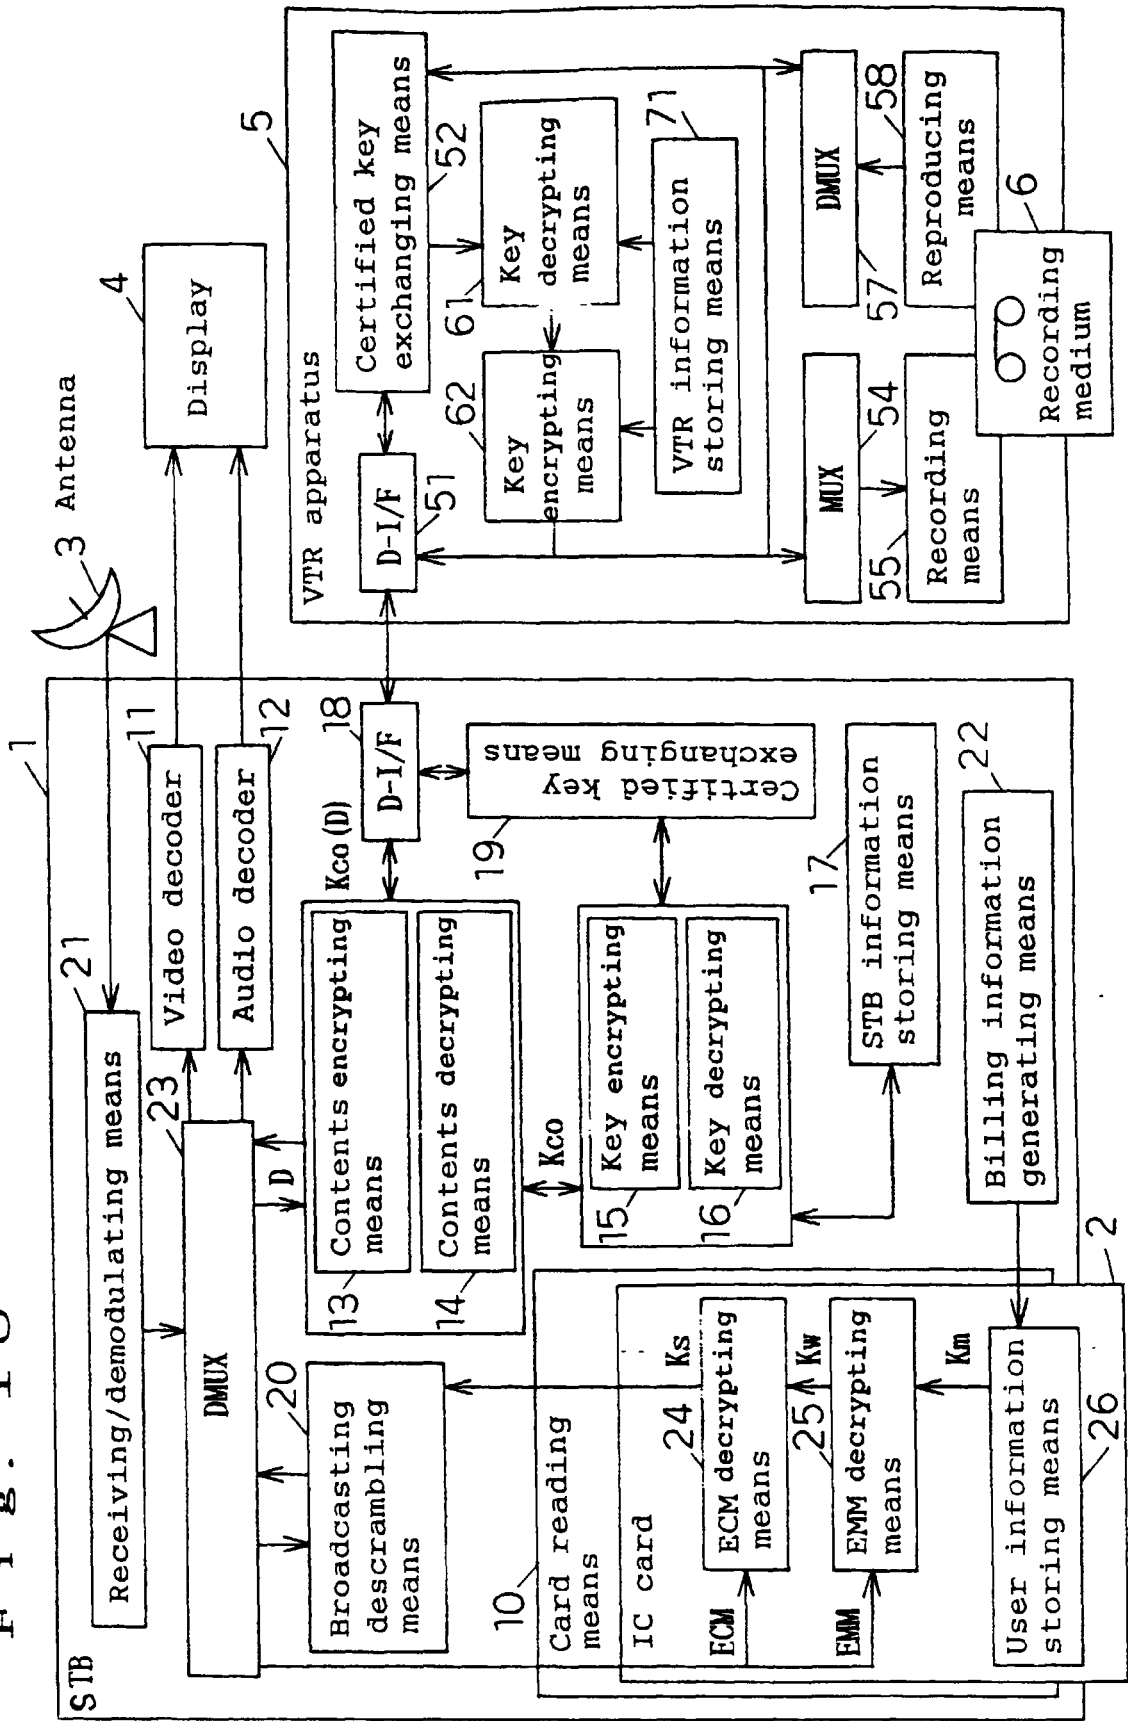 Fig. 1
STB
1
Receiving/demodulating means
21
3
Antenna
DMUX
23
Video decoder
11
Audio decoder
12
4
Display
D
20
Broadcasting
descrambling
means
13
Contents encrypting
means
14
Contents decrypting
means
Kco(D)
18
D-I/F
Kco
19
Certified key
exchanging means
15
Key encrypting
means
16
Key decrypting
means
17
STB information
storing means
22
Billing information
generating means
10
Card reading
means
IC card
2
ECM
24
ECM decrypting
means
Ks
EMM
25
EMM decrypting
means
Kw
Km
User information
storing means
26
VTR apparatus
5
D-I/F
51
Certified key
exchanging means
52
62
Key
encrypting
means
61
Key
decrypting
means
VTR information
storing means
71
MUX
54
DMUX
57
55
Recording
means
58
Reproducing
means
6
Recording
medium